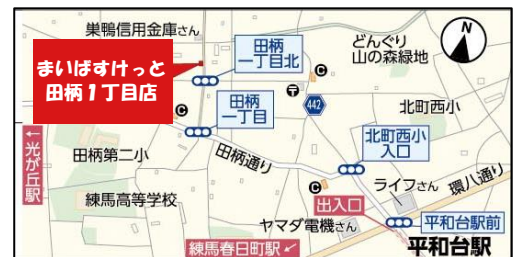 巣鴨信用金庫さん
まいばすけっと
田柄1丁目店
田柄
一丁目北
どんぐり
山の森緑地
N
C
〒
442
北町西小
C
田柄
一丁目
北町西小
入口
←光が丘駅
田柄第二小
田柄通り
環八通り
ライフさん
C
練馬高等学校
出入口
ヤマダ電機さん
平和台駅前
練馬春日町駅↙
平和台駅